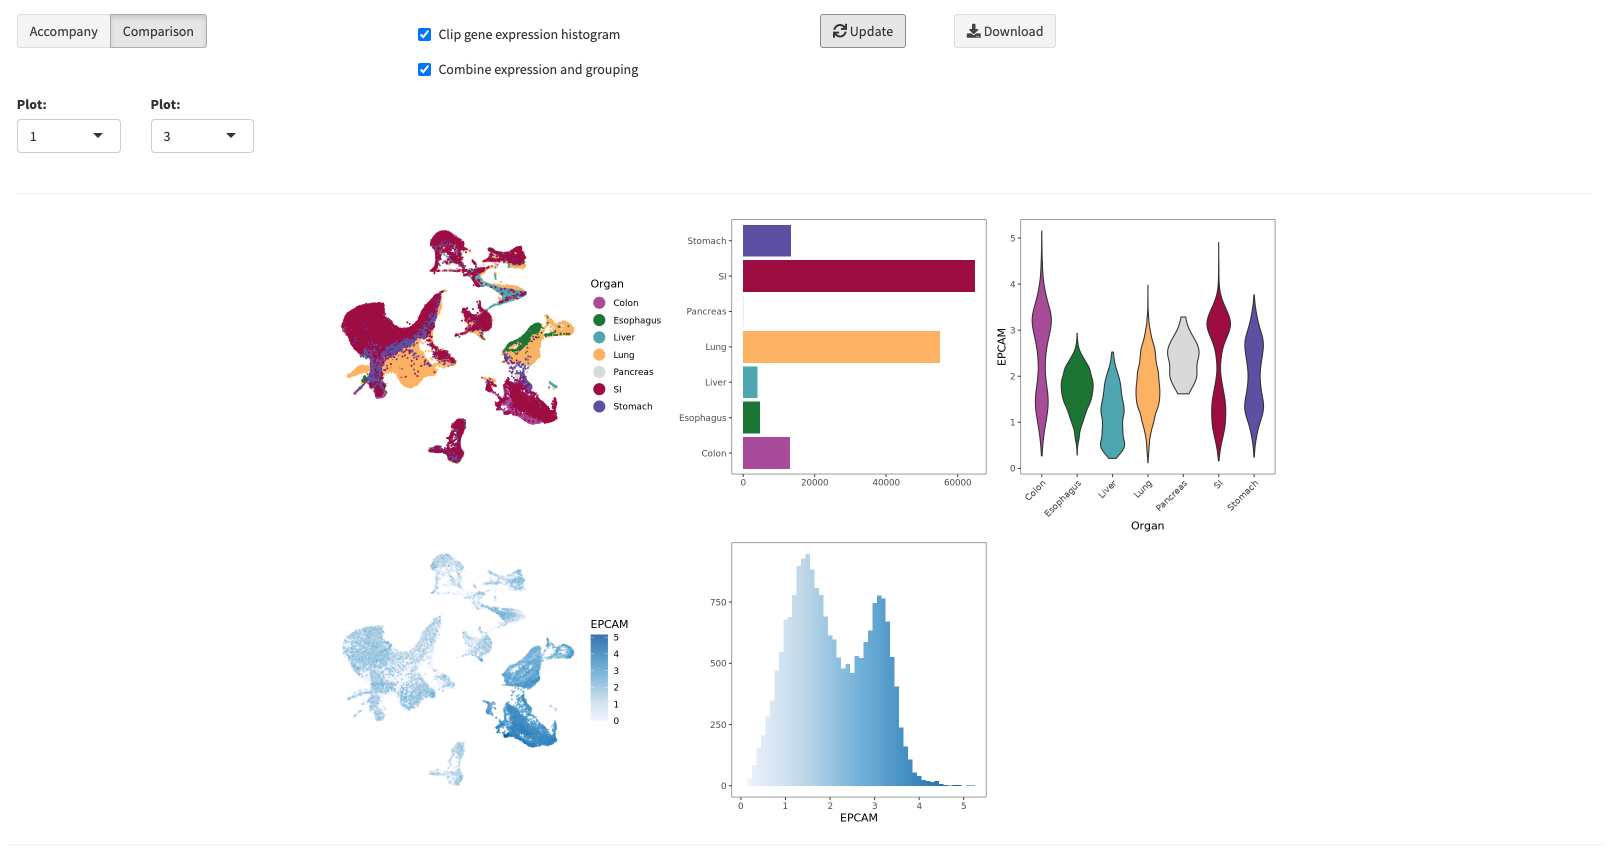 Accompany
Comparison
Clip gene expression histogram
Combine expression and grouping
Update
Download
Plot:
1
Plot:
3
Organ
Colon
Esophagus
Liver
Lung
Pancreas
SI
Stomach
Stomach
SI
Pancreas
Lung
Liver
Esophagus
Colon
0
20000
40000
60000
EPCAM
5
4
3
2
1
0
Colon
Esophagus
Liver
Lung
Pancreas
SI
Stomach
Organ
EPCAM
5
4
3
2
1
0
750
500
250
0
0
1
2
3
4
5
EPCAM